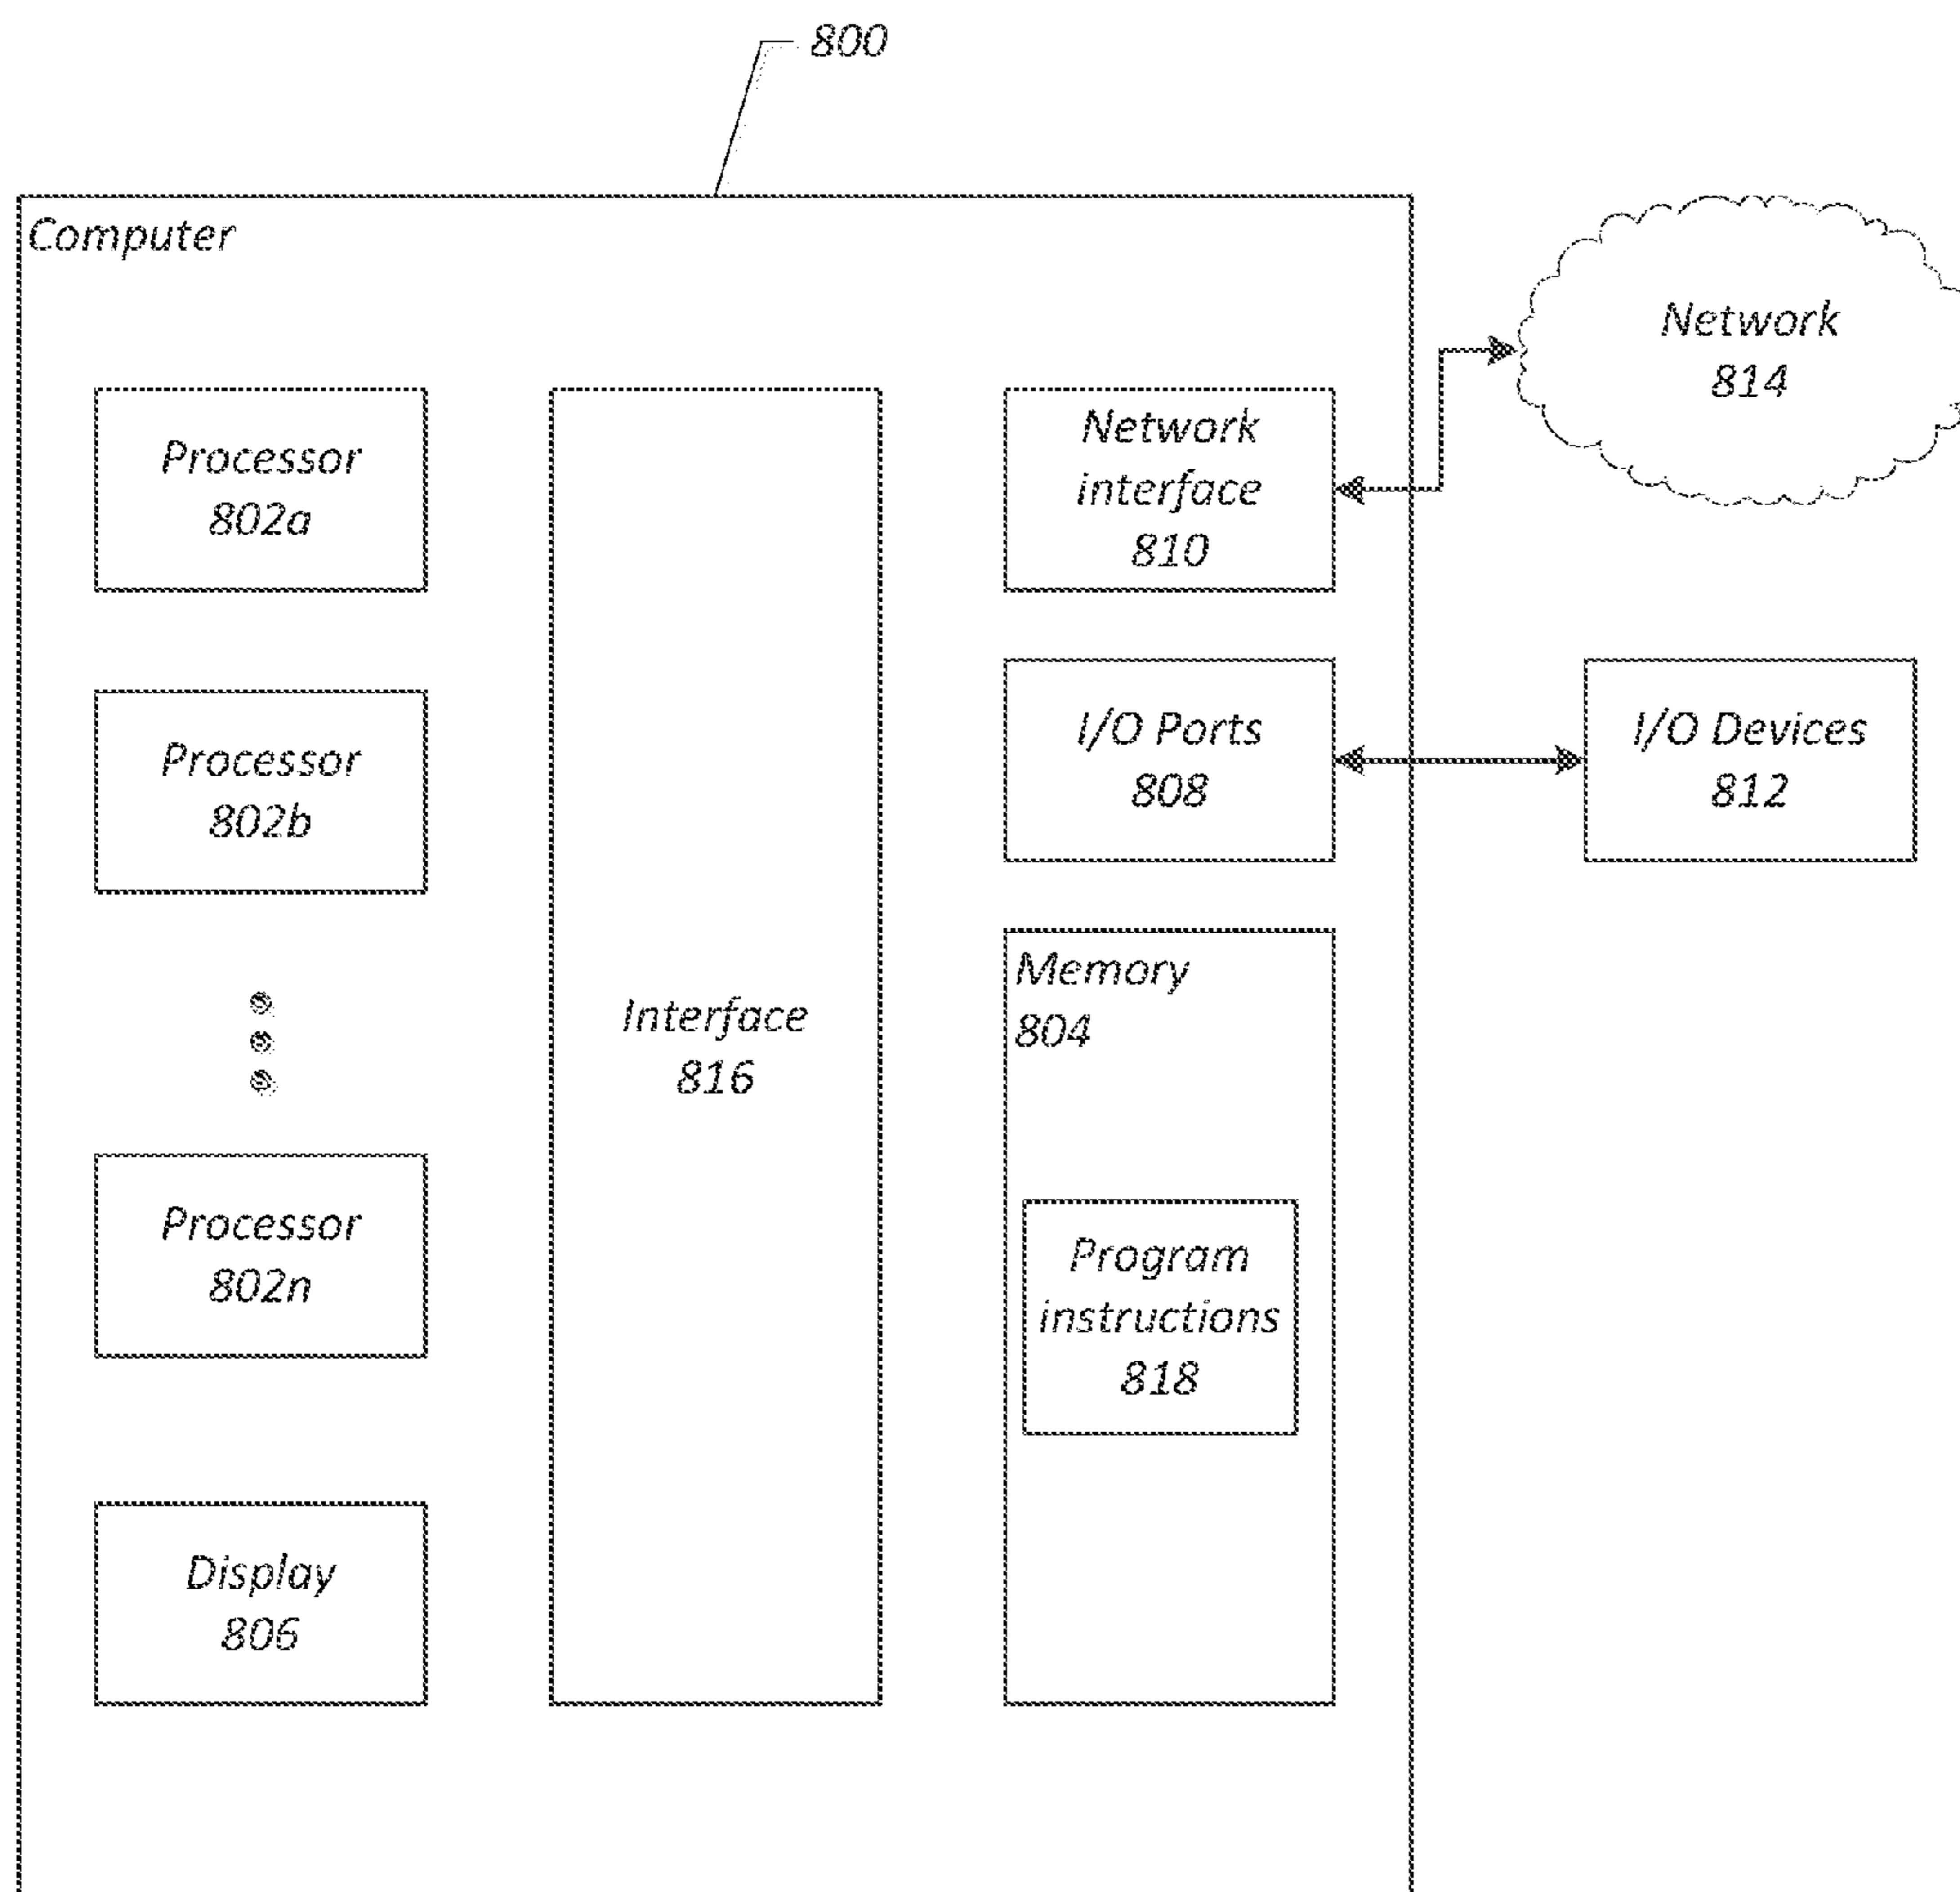 800
Computer
Processor
802a
Processor
802b
Processor
802n
Display
806
Interface
816
Network
interface
810
I/O Ports
808
Memory
804
Program
instructions
818
Network
814
I/O Devices
812